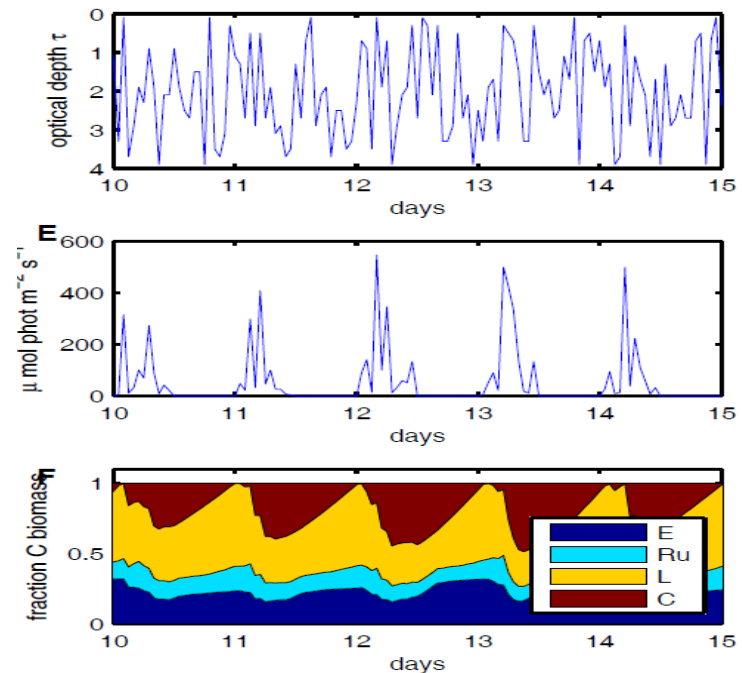 0
1
2
3
4
optical depth τ
10 11 12 13 14 15
days
E
600
400
200
0
μ mol phot m⁻² s⁻¹
10 11 12 13 14 15
days
F
1
0.5
0
fraction C biomass
E
Ru
L
C
10 11 12 13 14 15
days